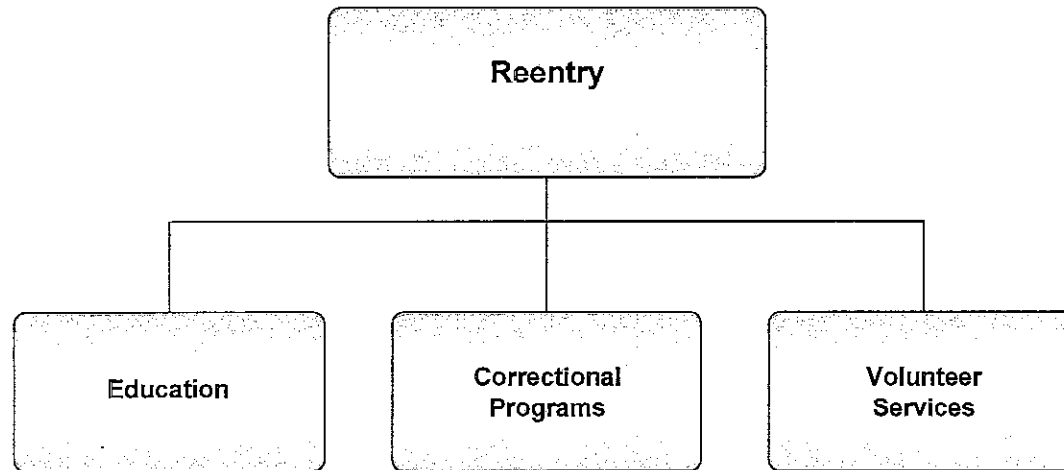 Reentry
Education
Correctional
Programs
Volunteer
Services